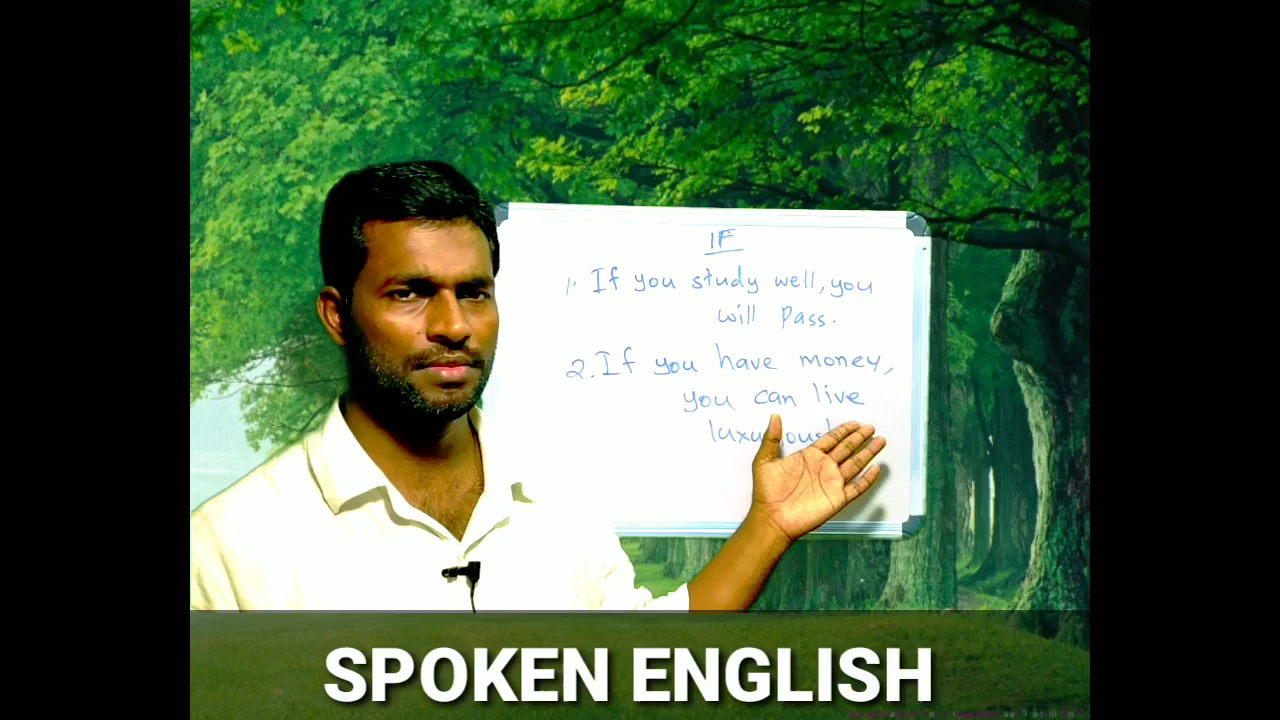 IF
1. If you study well, you
will pass.
2. If you have money,
you can live
SPOKEN ENGLISH